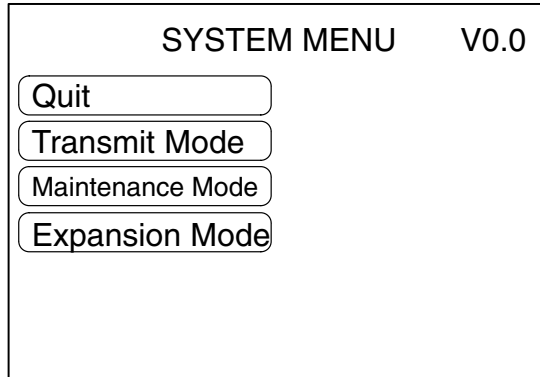 SYSTEM MENU V0.0
Quit
Transmit Mode
Maintenance Mode
Expansion Mode